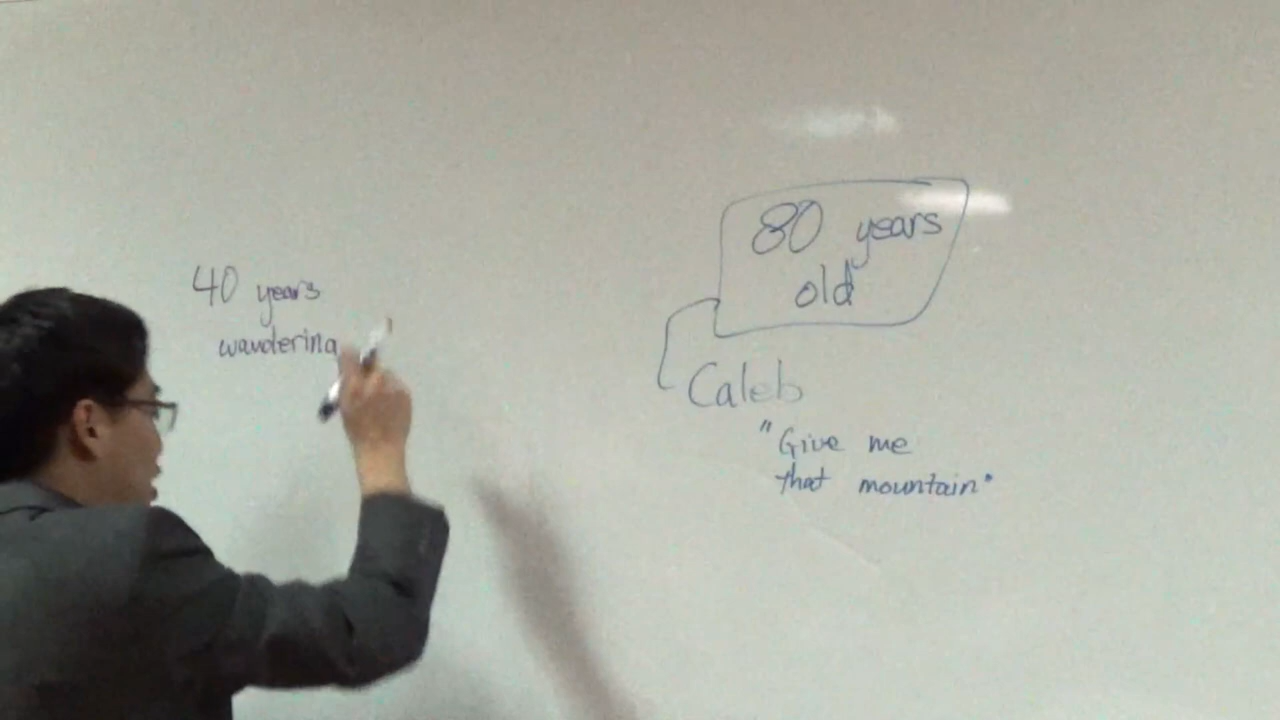 40 years
wandering
80 years
old
Caleb
"Give me
that mountain"